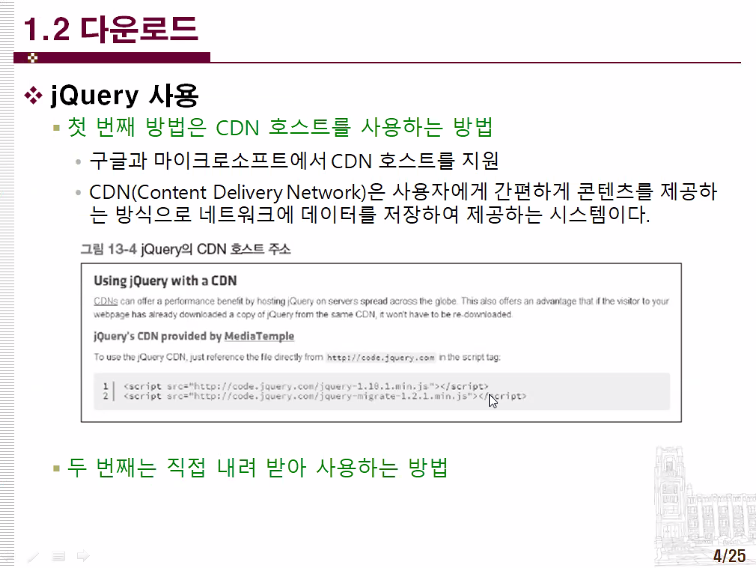 1.2 다운로드
jQuery 사용
첫 번째 방법은 CDN 호스트를 사용하는 방법
구글과 마이크로소프트에서 CDN 호스트를 지원
CDN(Content Delivery Network)은 사용자에게 간편하게 콘텐츠를 제공하
는 방식으로 네트워크에 데이터를 저장하여 제공하는 시스템이다.
그림 13-4 jQuery의 CDN 호스트 주소
Using jQuery with a CDN
CDNs can offer a performance benefit by hosting jQuery on servers spread across the globe. This also offers an advantage that if the visitor to your
webpage has already downloaded a copy of jQuery from the same CDN, it won't have to be re-downloaded.
jQuery's CDN provided by MediaTemple
To use the jQuery CDN, just reference the file directly from http://code.jquery.com in the script tag:
1 <script src="http://code.jquery.com/jquery-1.10.1.min.js"></script>
2 <script src="http://code.jquery.com/jquery-migrate-1.2.1.min.js"></script>
두 번째는 직접 내려 받아 사용하는 방법
4/25